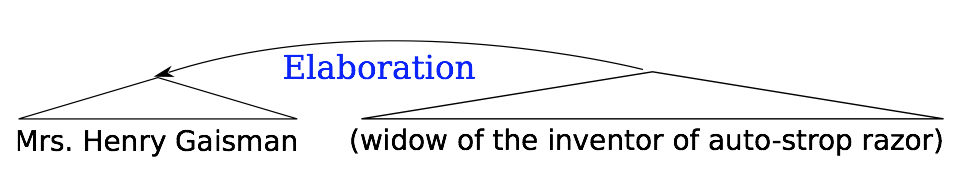 Elaboration
Mrs. Henry Gaisman (widow of the inventor of auto-strop razor)